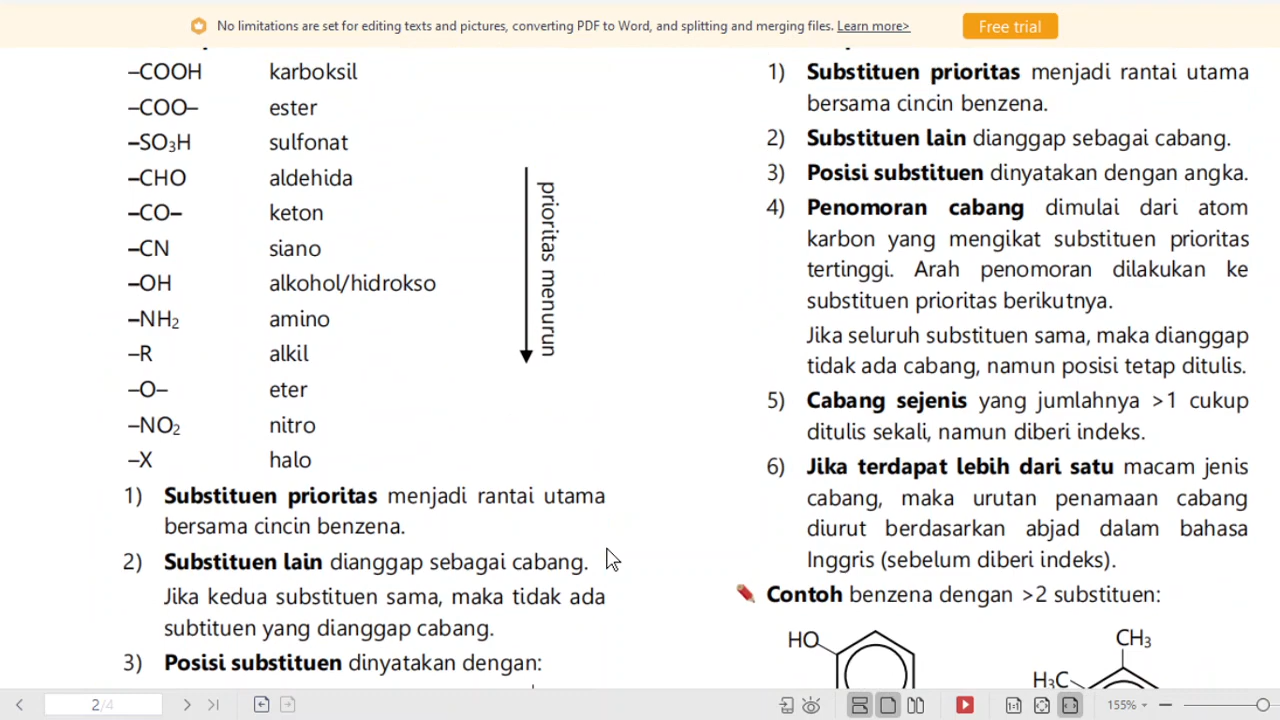 No limitations are set for editing texts and pictures, converting PDF to Word, and splitting and merging files. Learn more>
Free trial
–COOH karboksil
–COO– ester
–SO₃H sulfonat
–CHO aldehida
–CO– keton
–CN siano
–OH alkohol/hidrokso
–NH₂ amino
–R alkil
–O– eter
–NO₂ nitro
–X halo
prioritas menurun
1) Substituen prioritas menjadi rantai utama
bersama cincin benzena.
2) Substituen lain dianggap sebagai cabang.
Jika kedua substituen sama, maka tidak ada
subtituen yang dianggap cabang.
3) Posisi substituen dinyatakan dengan:
1) Substituen prioritas menjadi rantai utama
bersama cincin benzena.
2) Substituen lain dianggap sebagai cabang.
3) Posisi substituen dinyatakan dengan angka.
4) Penomoran cabang dimulai dari atom
karbon yang mengikat substituen prioritas
tertinggi. Arah penomoran dilakukan ke
substituen prioritas berikutnya.
Jika seluruh substituen sama, maka dianggap
tidak ada cabang, namun posisi tetap ditulis.
5) Cabang sejenis yang jumlahnya >1 cukup
ditulis sekali, namun diberi indeks.
6) Jika terdapat lebih dari satu macam jenis
cabang, maka urutan penamaan cabang
diurut berdasarkan abjad dalam bahasa
Inggris (sebelum diberi indeks).
Contoh benzena dengan >2 substituen:
HO
CH₃
H₃C
2/4
1:1
155%